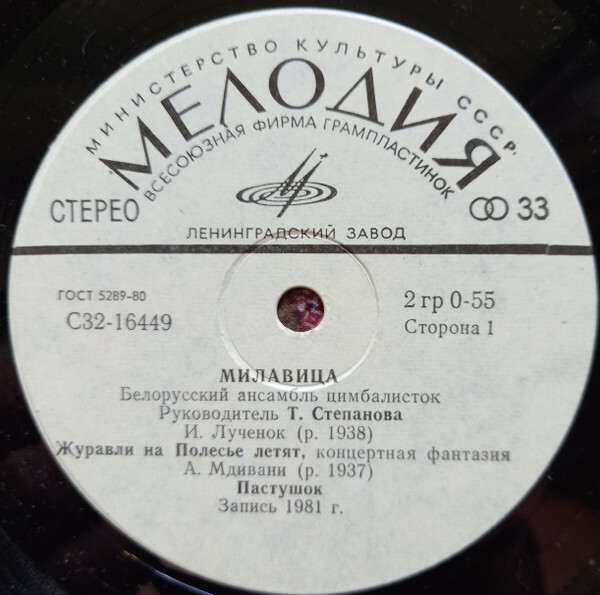 МИНИСТЕРСТВО КУЛЬТУРЫ СССР.
МЕЛОДИЯ
ВСЕСОЮЗНАЯ ФИРМА ГРАМПЛАСТИНОК
СТЕРЕО 33
ЛЕНИНГРАДСКИЙ ЗАВОД
ГОСТ 5289-80 2 гр 0-55
С32-16449 Сторона 1
МИЛАВИЦА
Белорусский ансамбль цимбалисток
Руководитель Т. Степанова
И. Лученок (р. 1938)
Журавли на Полесье летят, концертная фантазия
А. Мдивани (р. 1937)
Пастушок
Запись 1981 г.